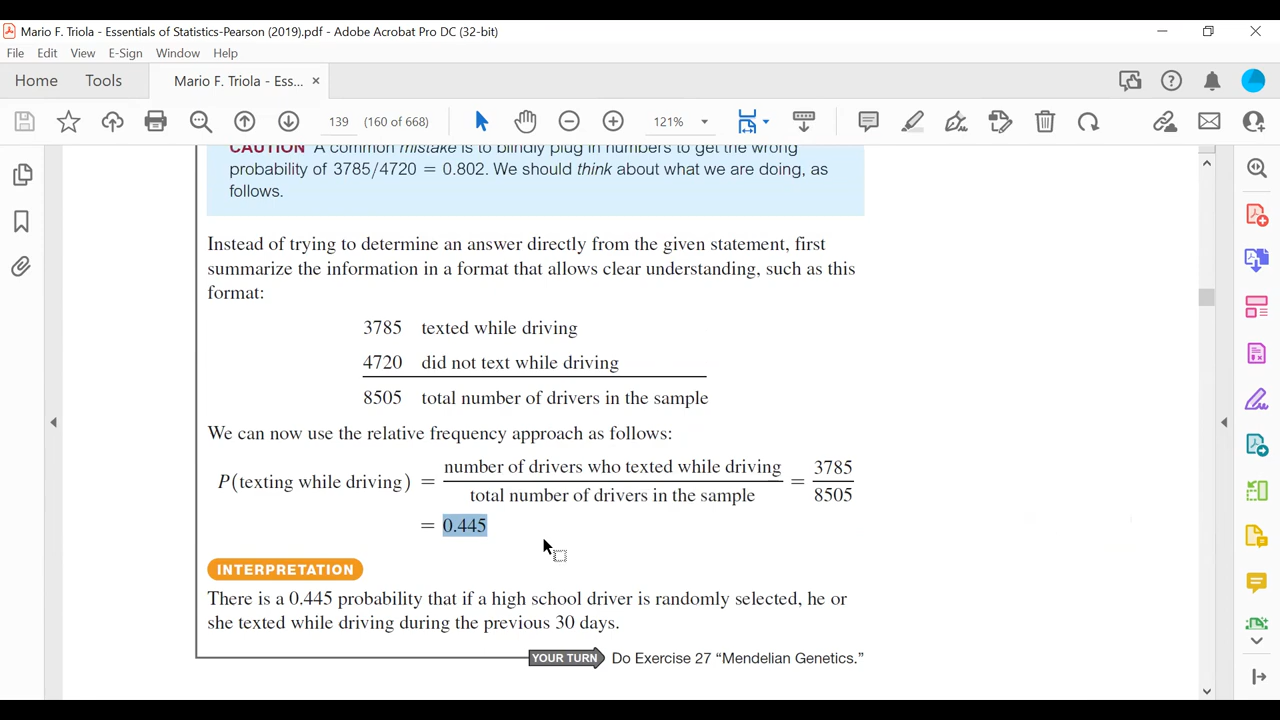 Mario F. Triola - Essentials of Statistics-Pearson (2019).pdf - Adobe Acrobat Pro DC (32-bit)
File Edit View E-Sign Window Help
Home Tools Mario F. Triola - Ess... ×
139 (160 of 668) 121%
CAUTION A common mistake is to blindly plug in numbers to get the wrong
probability of 3785/4720 = 0.802. We should think about what we are doing, as
follows.
Instead of trying to determine an answer directly from the given statement, first
summarize the information in a format that allows clear understanding, such as this
format:
3785 texted while driving
4720 did not text while driving
8505 total number of drivers in the sample
We can now use the relative frequency approach as follows:
P(texting while driving) = number of drivers who texted while driving / total number of drivers in the sample = 3785 / 8505
= 0.445
INTERPRETATION
There is a 0.445 probability that if a high school driver is randomly selected, he or
she texted while driving during the previous 30 days.
YOUR TURN Do Exercise 27 “Mendelian Genetics.”